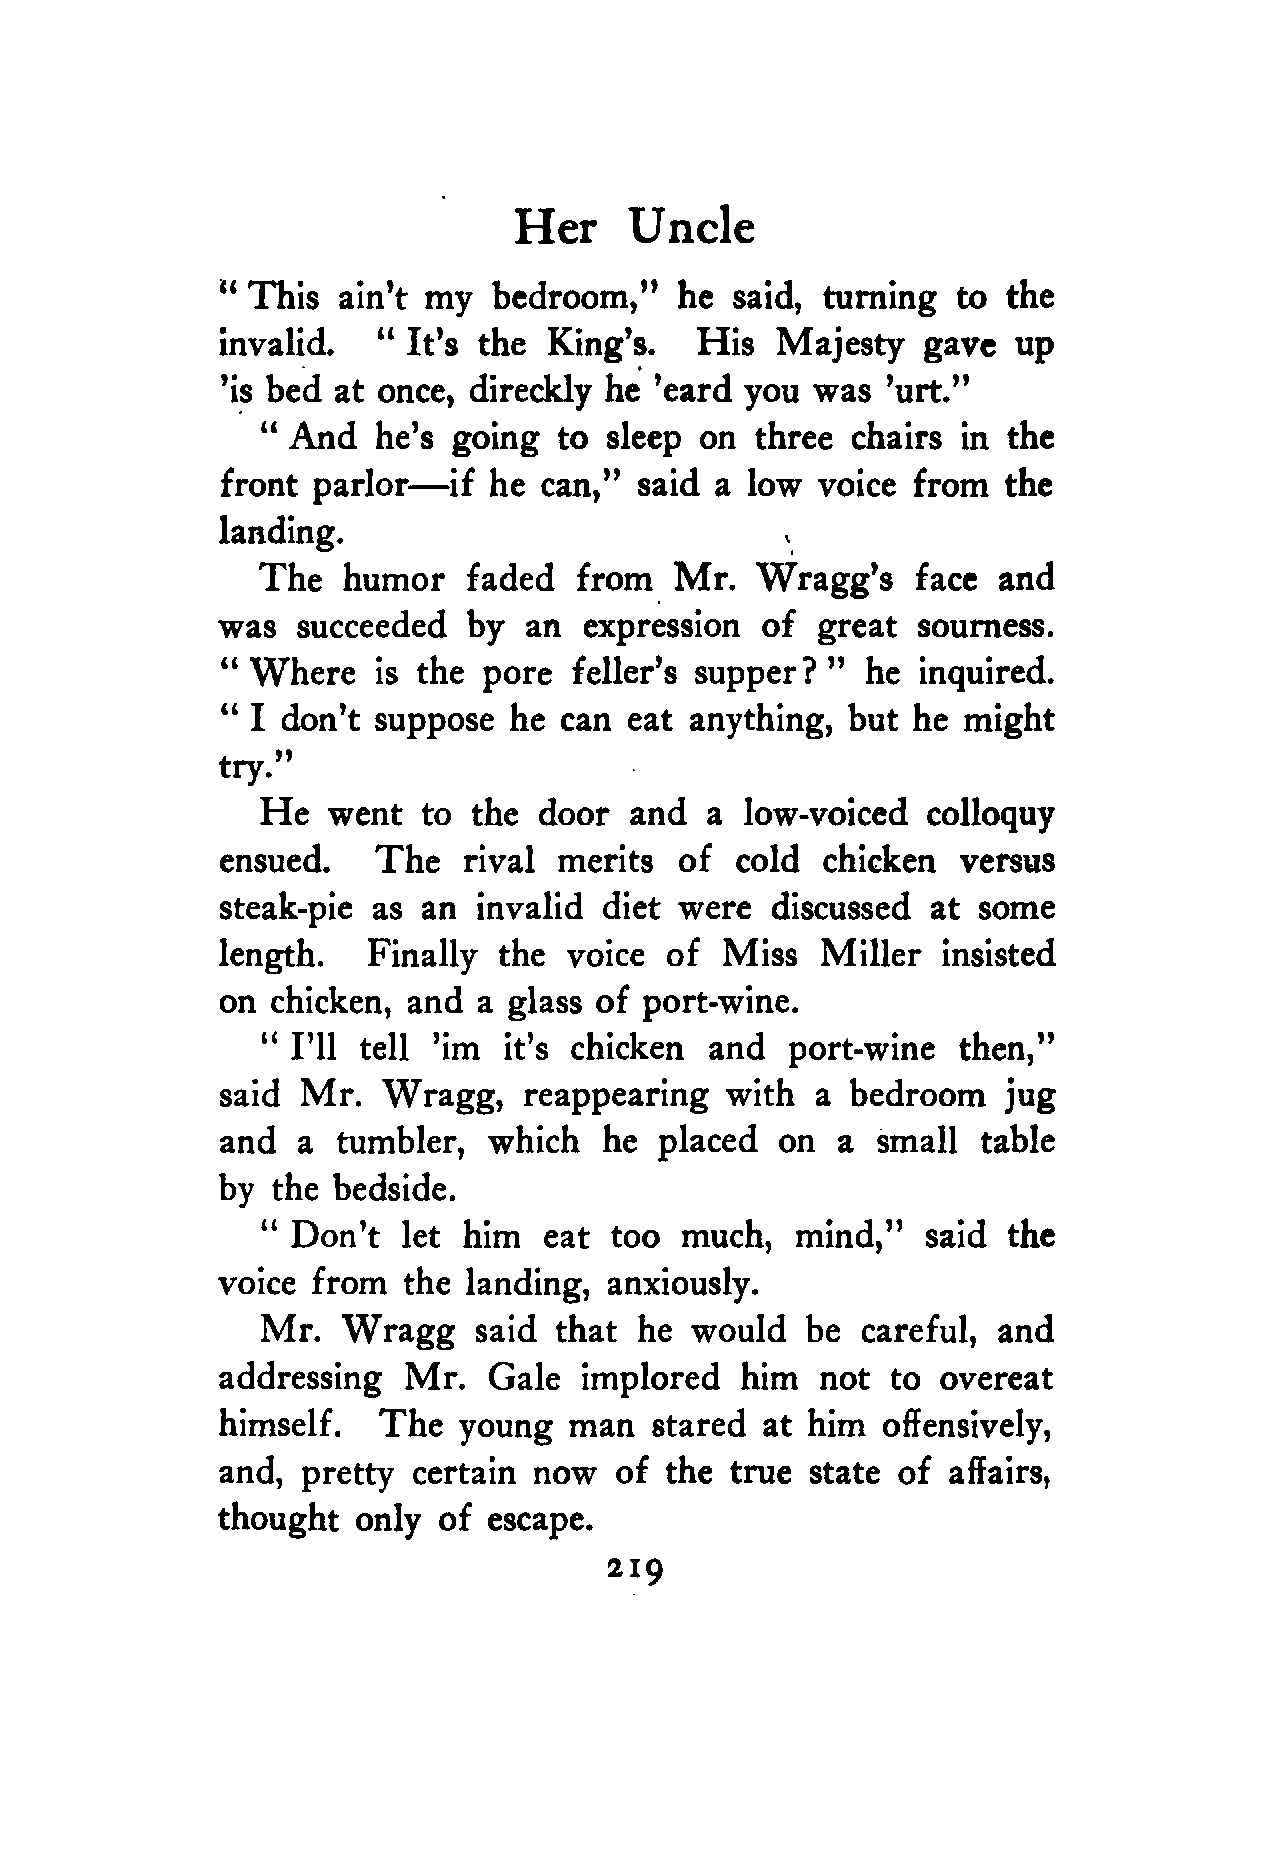 Her Uncle
" This ain't my bedroom," he said, turning to the
invalid. " It's the King's. His Majesty gave up
'is bed at once, direckly he 'eard you was 'urt."
" And he's going to sleep on three chairs in the
front parlor—if he can," said a low voice from the
landing.
The humor faded from Mr. Wragg's face and
was succeeded by an expression of great sourness.
" Where is the pore feller's supper? " he inquired.
" I don't suppose he can eat anything, but he might
try."
He went to the door and a low-voiced colloquy
ensued. The rival merits of cold chicken versus
steak-pie as an invalid diet were discussed at some
length. Finally the voice of Miss Miller insisted
on chicken, and a glass of port-wine.
" I'll tell 'im it's chicken and port-wine then,"
said Mr. Wragg, reappearing with a bedroom jug
and a tumbler, which he placed on a small table
by the bedside.
" Don't let him eat too much, mind," said the
voice from the landing, anxiously.
Mr. Wragg said that he would be careful, and
addressing Mr. Gale implored him not to overeat
himself. The young man stared at him offensively,
and, pretty certain now of the true state of affairs,
thought only of escape.
219